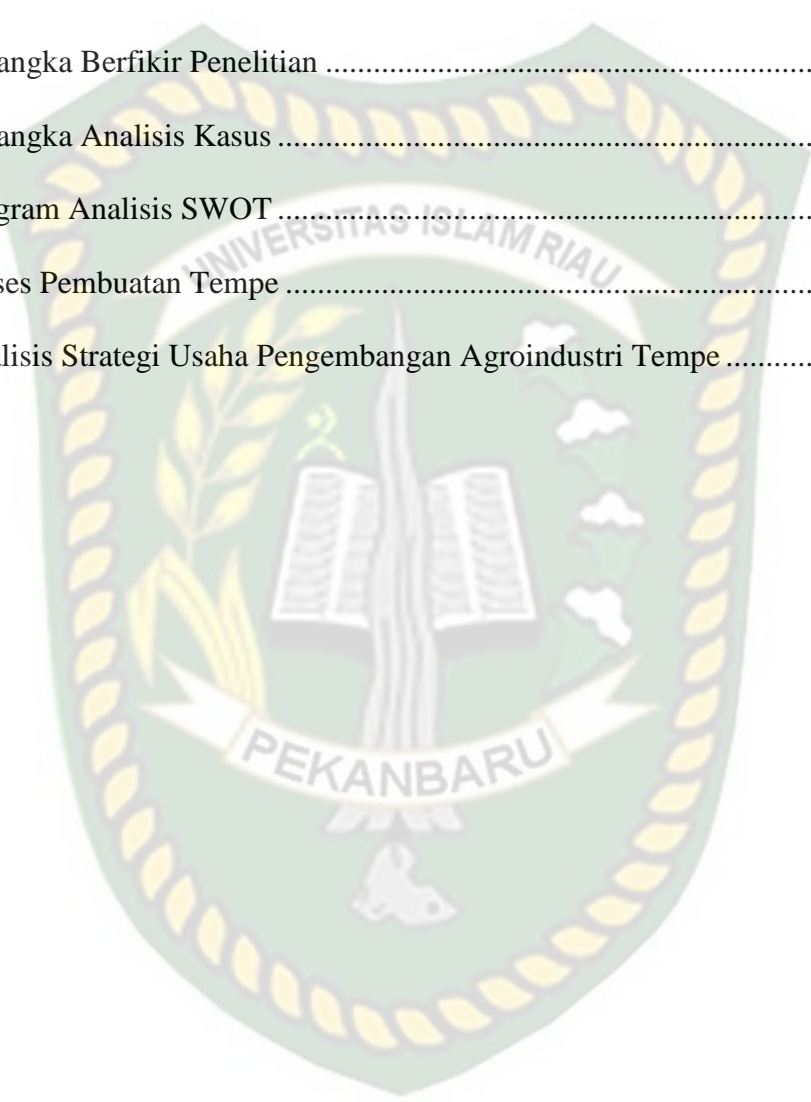 angka Berfikir Penelitian ................................................................
angka Analisis Kasus ......................................................................
gram Analisis SWOT ......................................................................
UNIVERSITAS ISLAM RIAU
ses Pembuatan Tempe .....................................................................
lisis Strategi Usaha Pengembangan Agroindustri Tempe ...........
PEKANBARU